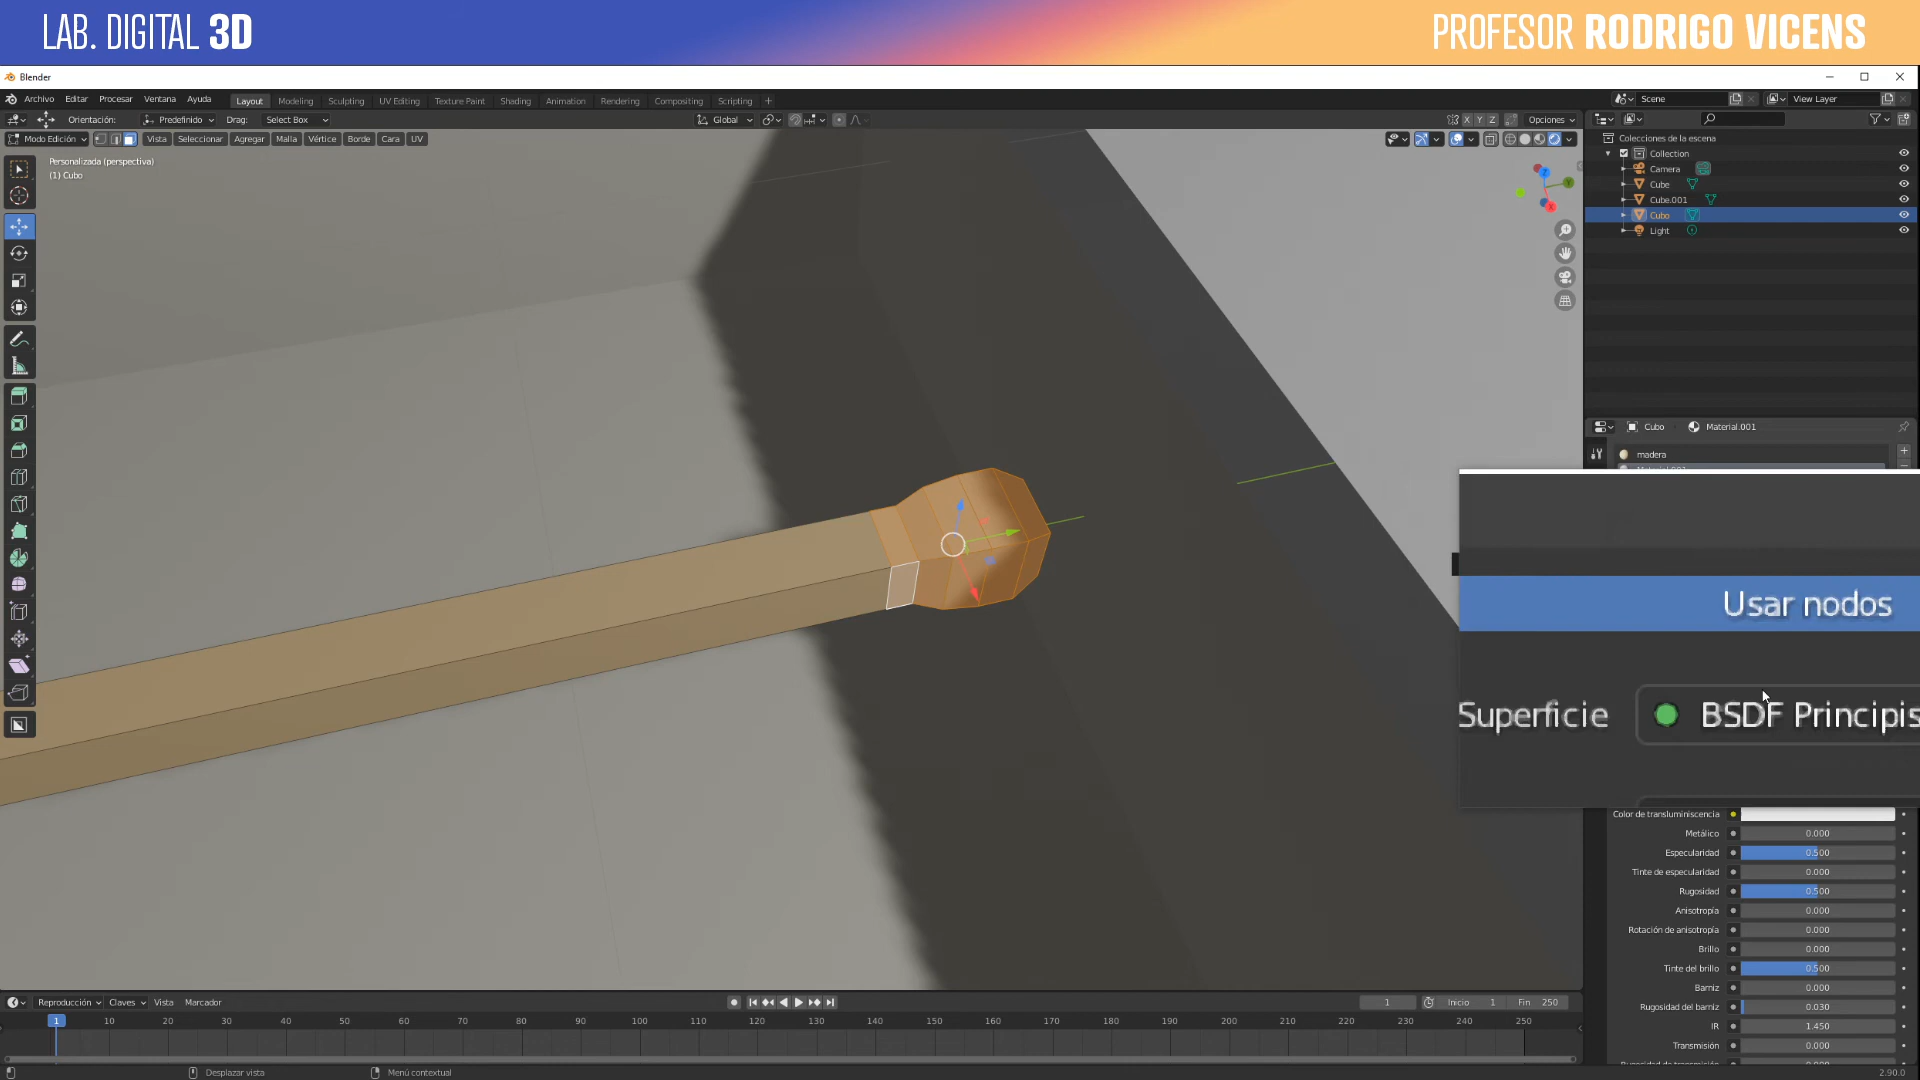 LAB. DIGITAL 3D
PROFESOR RODRIGO VICENS
Blender
Archivo Editar Procesar Ventana Ayuda Layout Modeling Sculpting UV Editing Texture Paint Shading Animation Rendering Compositing Scripting + Scene View Layer
Orientación: Predefinido Drag: Select Box Global X Y Z Opciones
Modo Edición Vista Seleccionar Agregar Malla Vértice Borde Cara UV
Personalizada (perspectiva)
(1) Cubo
Colecciones de la escena
Collection
Camera
Cube
Cube.001
Cubo
Light
Cubo Material.001
madera
Usar nodos
Superficie BSDF Principis
Color de transluminiscencia
Metálico 0.000
Especularidad 0.500
Tinte de especularidad 0.000
Rugosidad 0.500
Anisotropía 0.000
Rotación de anisotropía 0.000
Brillo 0.000
Tinte del brillo 0.500
Barniz 0.000
Rugosidad del barniz 0.030
IR 1.450
Transmisión 0.000
Reproducción Claves Vista Marcador 1 Inicio 1 Fin 250
1 10 20 30 40 50 60 70 80 90 100 110 120 130 140 150 160 170 180 190 200 210 220 230 240 250
Desplazar vista Menú contextual 2.90.0